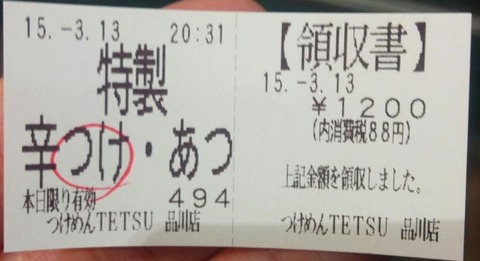 15.-3.13 20:31
特製
辛つけ・あつ
本日限り有効 494
つけめんTETSU 品川店
【領収書】
15.-3.13
¥1200
(内消費税88円)
上記金額を領収しました。
つけめんTETSU 品川店